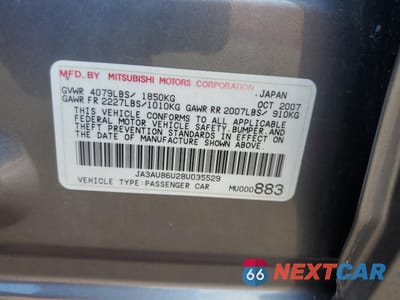 MFD. BY MITSUBISHI MOTORS CORPORATION JAPAN
GVWR 4079LBS/ 1850KG OCT 2007
GAWR FR 2227LBS/1010KG GAWR RR 2007LBS/ 910KG
THIS VEHICLE CONFORMS TO ALL APPLICABLE
FEDERAL MOTOR VEHICLE SAFETY, BUMPER, AND
THEFT PREVENTION STANDARDS IN EFFECT ON
THE DATE OF MANUFACTURE SHOWN ABOVE.
JA3AU86U28U035529
VEHICLE TYPE: PASSENGER CAR MU000883
66 NEXTCAR